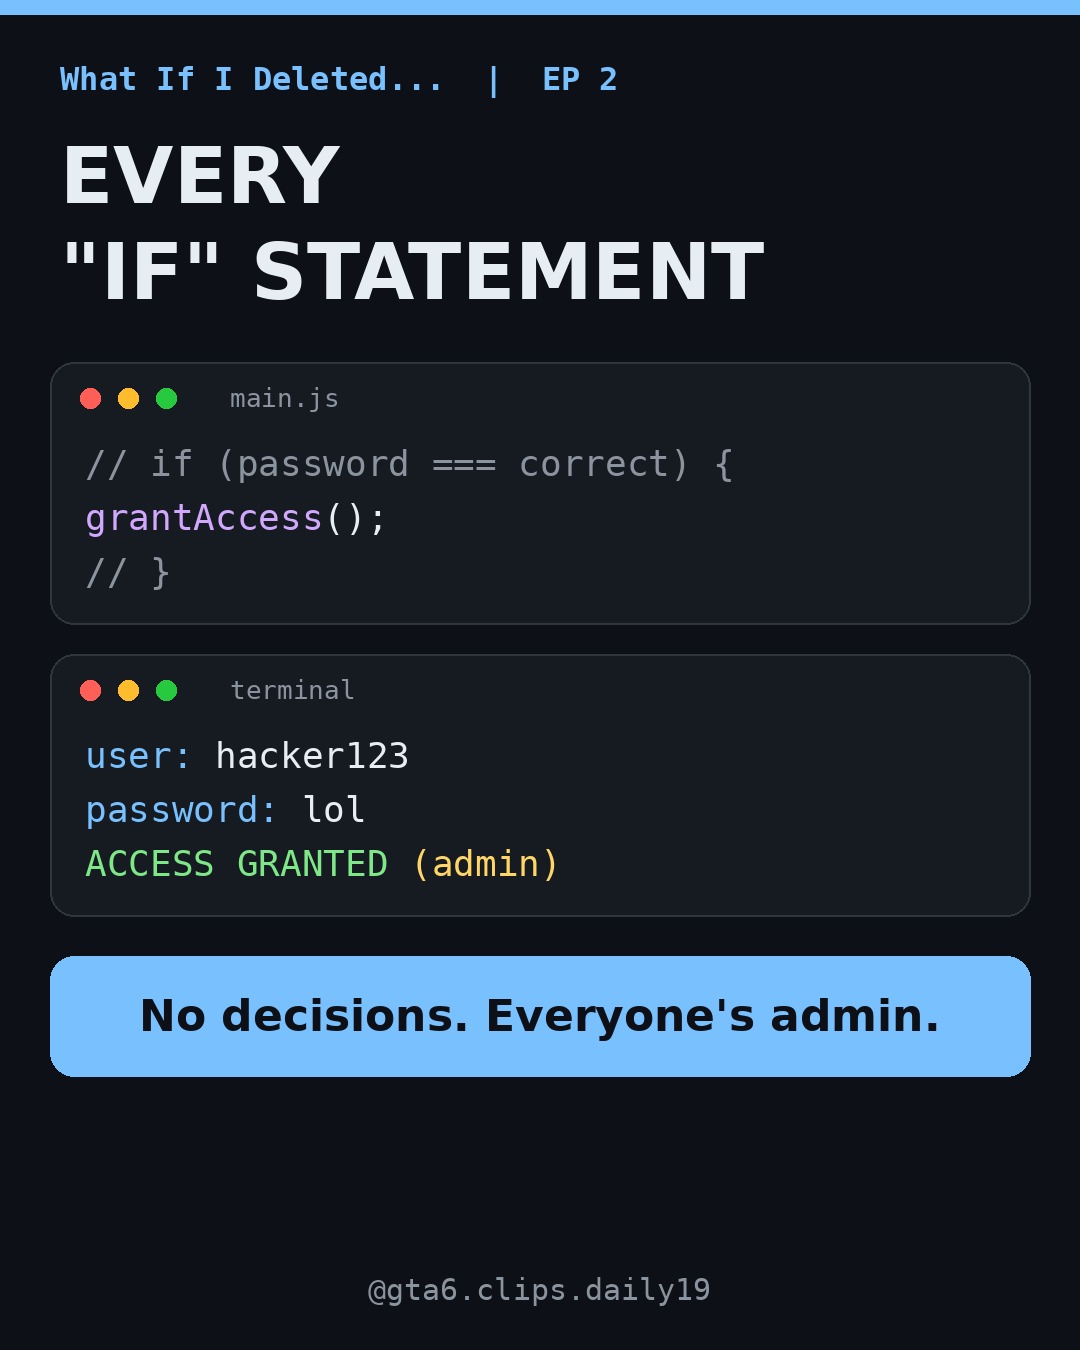 What If I Deleted... | EP 2
EVERY
"IF" STATEMENT
main.js
// if (password === correct) {
grantAccess();
// }
terminal
user: hacker123
password: lol
ACCESS GRANTED (admin)
No decisions. Everyone's admin.
@gta6.clips.daily19